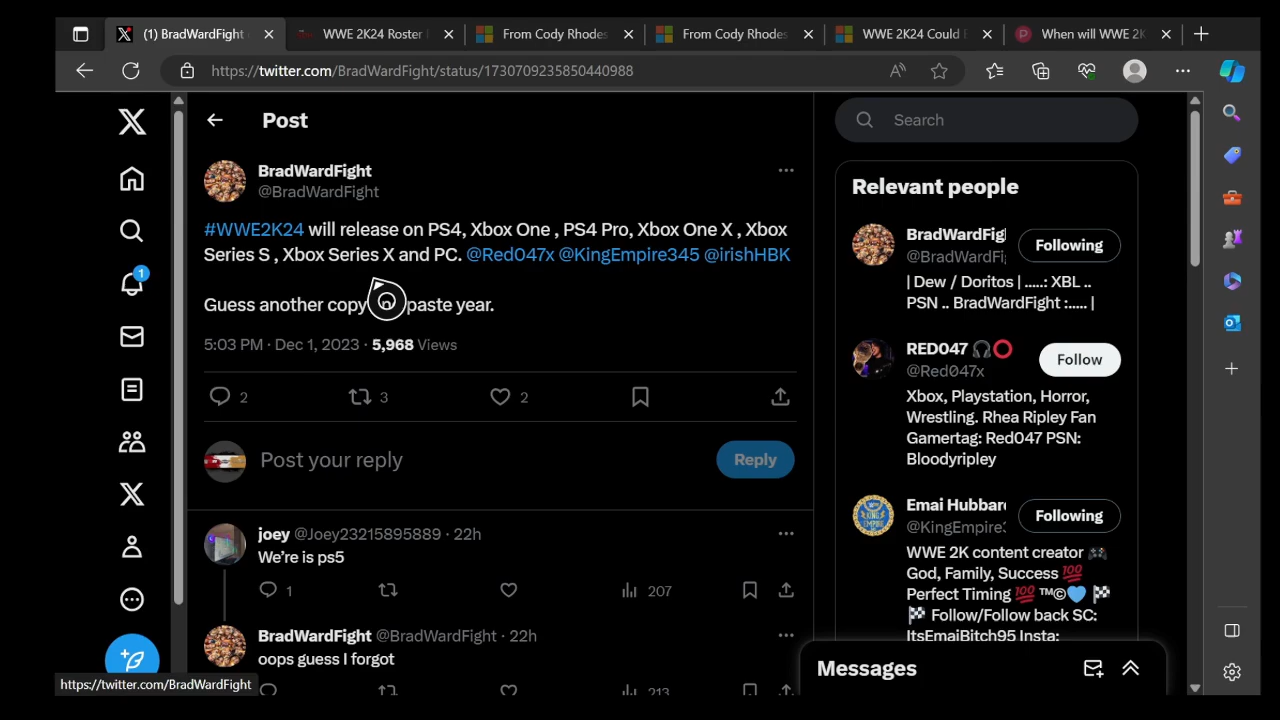 (1) BradWardFight
WWE 2K24 Roster
From Cody Rhodes
From Cody Rhodes
WWE 2K24 Could
When will WWE 2K
https://twitter.com/BradWardFight/status/1730709235850440988
Post
BradWardFight
@BradWardFight
#WWE2K24 will release on PS4, Xbox One , PS4 Pro, Xbox One X , Xbox
Series S , Xbox Series X and PC. @Red047x @KingEmpire345 @irishHBK
Guess another copy paste year.
5:03 PM · Dec 1, 2023 · 5,968 Views
2 3 2
Post your reply
Reply
joey @Joey23215895889 · 22h
We're is ps5
1 207
BradWardFight @BradWardFight · 22h
oops guess I forgot
213
https://twitter.com/BradWardFight
1
Search
Relevant people
BradWardFig
@BradWardFi
Following
| Dew / Doritos | .....: XBL ..
PSN .. BradWardFight :..... |
RED047
@Red047x
Follow
Xbox, Playstation, Horror,
Wrestling. Rhea Ripley Fan
Gamertag: Red047 PSN:
Bloodyripley
Emai Hubbar
@KingEmpire
Following
WWE 2K content creator 🎮
God, Family, Success 💯
Perfect Timing 💯 ™©💙 🏁
🏁 Follow/Follow back SC:
ItsEmaiBitch95 Insta:
Messages